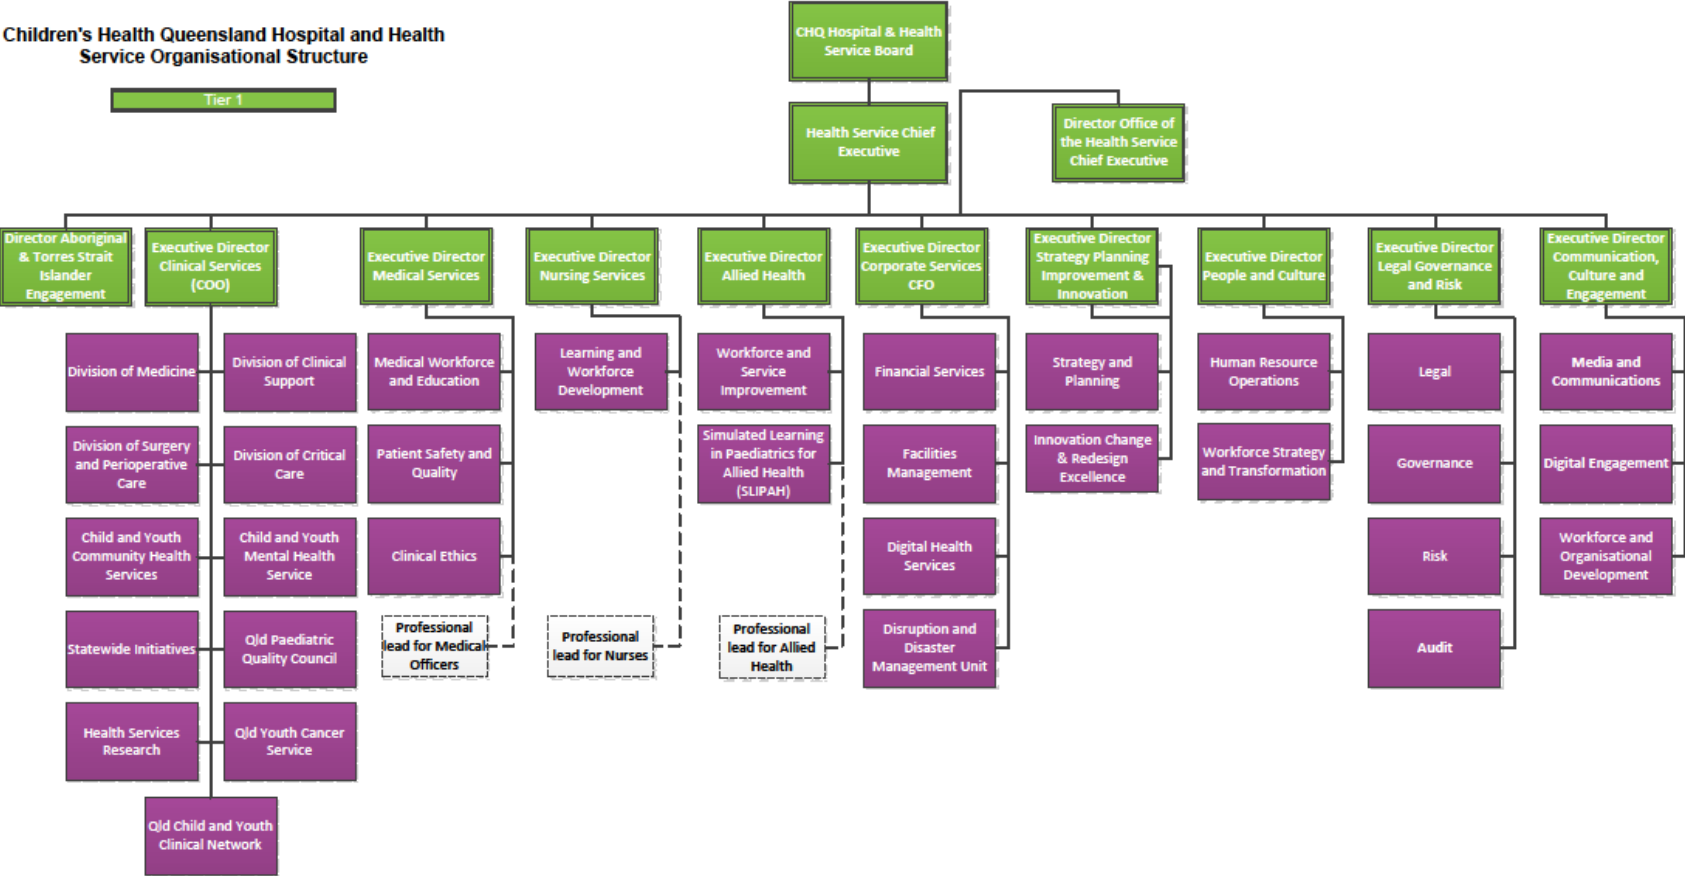 Children's Health Queensland Hospital and Health
Service Organisational Structure
Tier 1
CHQ Hospital & Health
Service Board
Health Service Chief
Executive
Director Office of
the Health Service
Chief Executive
Director Aboriginal
& Torres Strait
Islander
Engagement
Executive Director
Clinical Services
(COO)
Executive Director
Medical Services
Executive Director
Nursing Services
Executive Director
Allied Health
Executive Director
Corporate Services
CFO
Executive Director
Strategy Planning
Improvement &
Innovation
Executive Director
People and Culture
Executive Director
Legal Governance
and Risk
Executive Director
Communication,
Culture and
Engagement
Division of Medicine
Division of Clinical
Support
Division of Surgery
and Perioperative
Care
Division of Critical
Care
Child and Youth
Community Health
Services
Child and Youth
Mental Health
Service
Statewide Initiatives
Qld Paediatric
Quality Council
Health Services
Research
Qld Youth Cancer
Service
Qld Child and Youth
Clinical Network
Medical Workforce
and Education
Patient Safety and
Quality
Clinical Ethics
Professional
lead for Medical
Officers
Learning and
Workforce
Development
Professional
lead for Nurses
Workforce and
Service
Improvement
Simulated Learning
in Paediatrics for
Allied Health
(SLIPAH)
Professional
lead for Allied
Health
Financial Services
Facilities
Management
Digital Health
Services
Disruption and
Disaster
Management Unit
Strategy and
Planning
Innovation Change
& Redesign
Excellence
Human Resource
Operations
Workforce Strategy
and Transformation
Legal
Governance
Risk
Audit
Media and
Communications
Digital Engagement
Workforce and
Organisational
Development